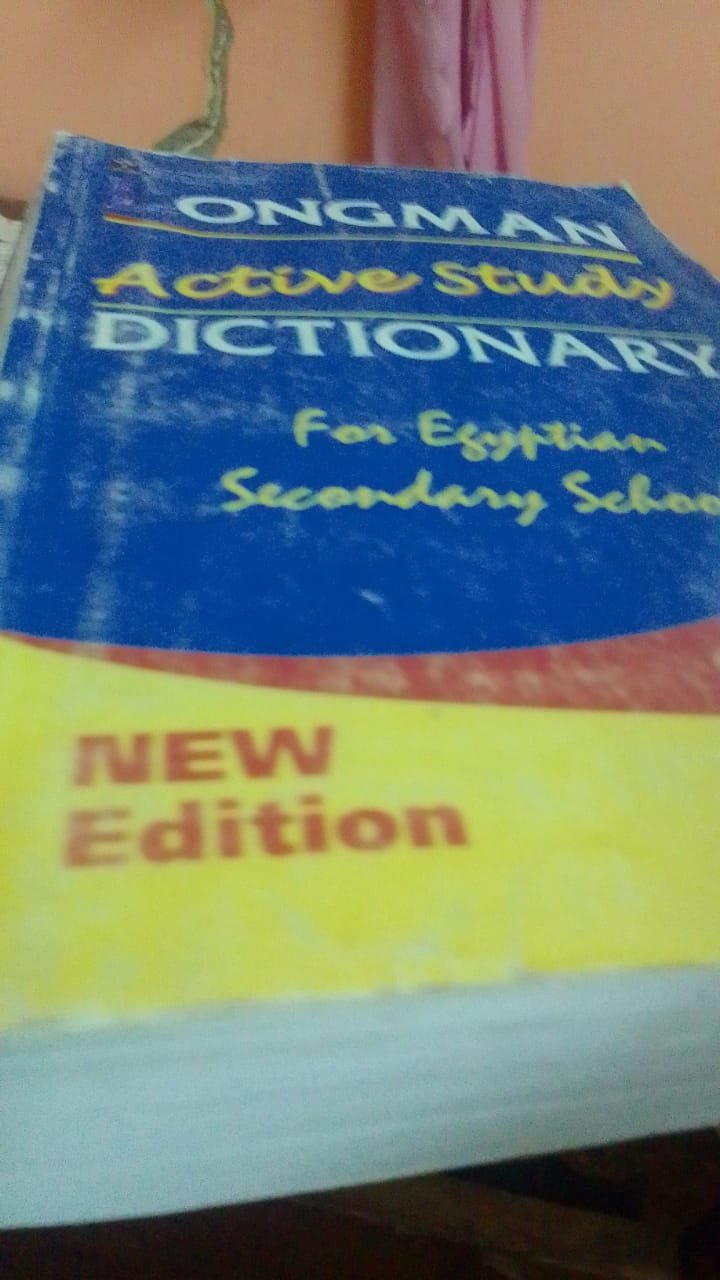 ONGMAN
Active Study
DICTIONARY
For Egyptian
Secondary Schoo
NEW
Edition